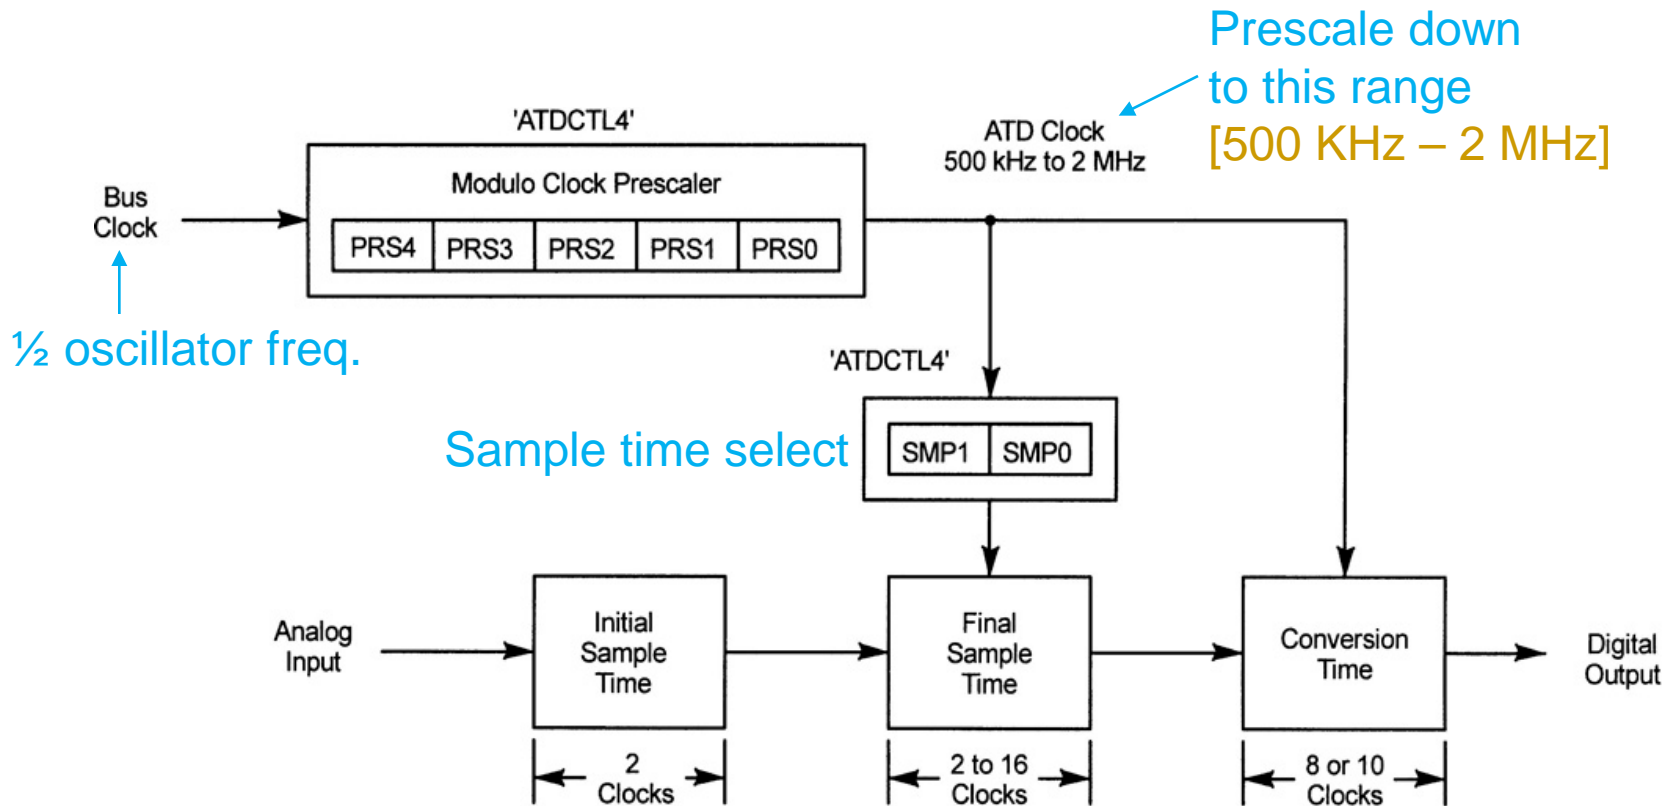 Prescale down
to this range
[500 KHz – 2 MHz]
'ATDCTL4'
ATD Clock
500 kHz to 2 MHz
Modulo Clock Prescaler
Bus
Clock
PRS4 PRS3 PRS2 PRS1 PRS0
½ oscillator freq.
'ATDCTL4'
Sample time select
SMP1 SMP0
Analog
Input
Initial
Sample
Time
Final
Sample
Time
Conversion
Time
Digital
Output
2
Clocks
2 to 16
Clocks
8 or 10
Clocks